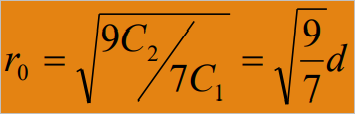 r₀ = √(9C₂/7C₁) = √(9/7)d